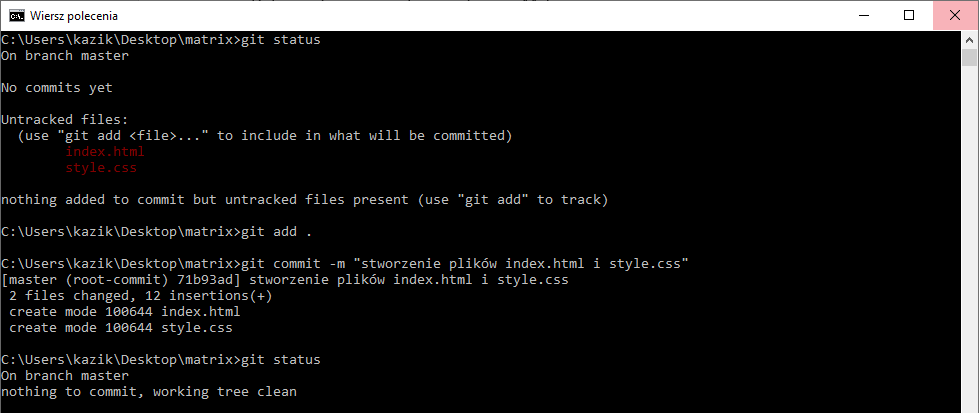 Wiersz polecenia
C:\Users\kazik\Desktop\matrix>git status
On branch master
No commits yet
Untracked files:
  (use "git add <file>..." to include in what will be committed)
        index.html
        style.css
nothing added to commit but untracked files present (use "git add" to track)
C:\Users\kazik\Desktop\matrix>git add .
C:\Users\kazik\Desktop\matrix>git commit -m "stworzenie plików index.html i style.css"
[master (root-commit) 71b93ad] stworzenie plików index.html i style.css
 2 files changed, 12 insertions(+)
 create mode 100644 index.html
 create mode 100644 style.css
C:\Users\kazik\Desktop\matrix>git status
On branch master
nothing to commit, working tree clean